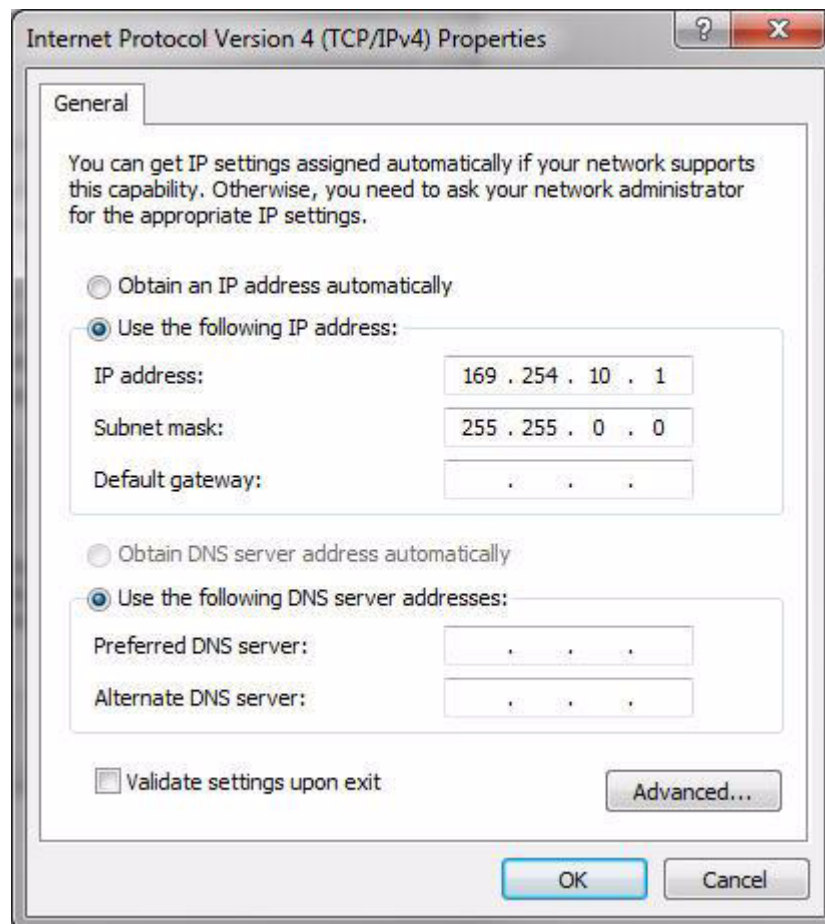 Internet Protocol Version 4 (TCP/IPv4) Properties
? X
General
You can get IP settings assigned automatically if your network supports
this capability. Otherwise, you need to ask your network administrator
for the appropriate IP settings.
Obtain an IP address automatically
Use the following IP address:
IP address: 169 . 254 . 10 . 1
Subnet mask: 255 . 255 . 0 . 0
Default gateway: . . .
Obtain DNS server address automatically
Use the following DNS server addresses:
Preferred DNS server: . . .
Alternate DNS server: . . .
Validate settings upon exit
Advanced...
OK Cancel